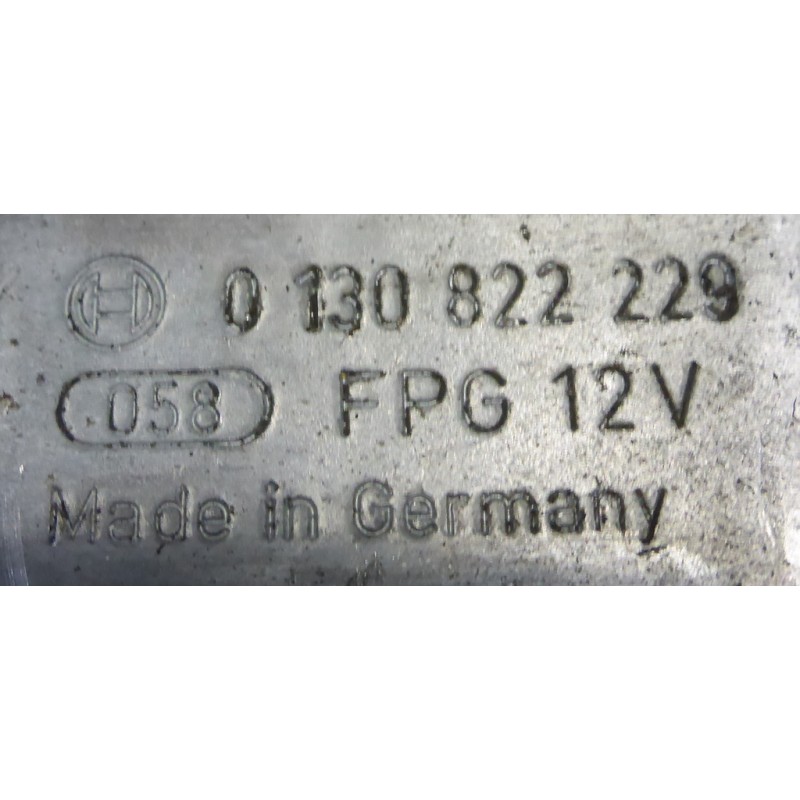 0 130 822 229
058 FPG 12V
Made in Germany